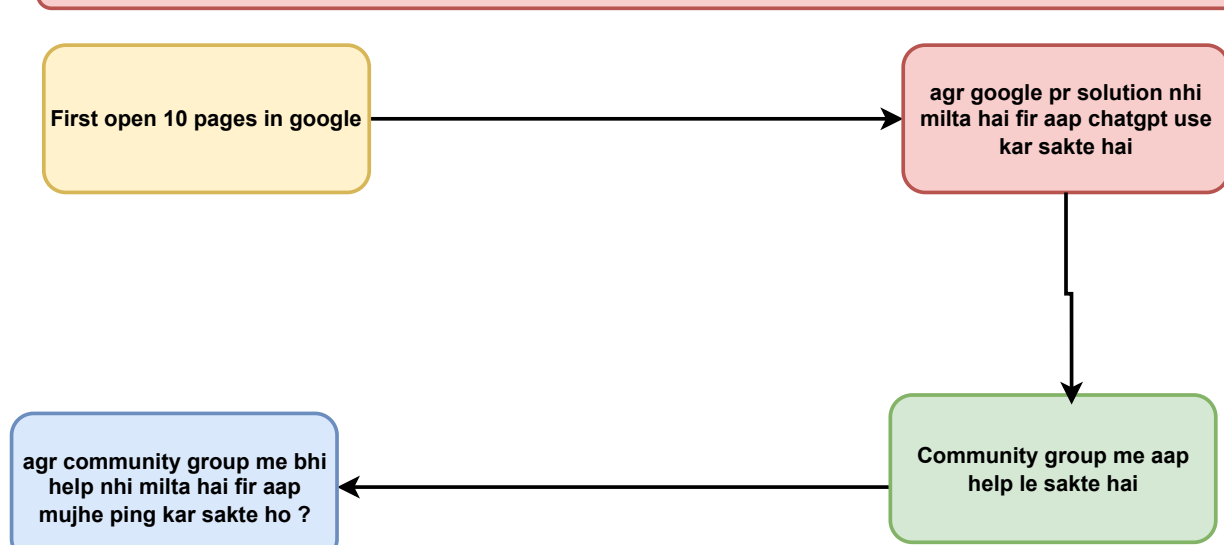 First open 10 pages in google
agr google pr solution nhi
milta hai fir aap chatgpt use
kar sakte hai
Community group me aap
help le sakte hai
agr community group me bhi
help nhi milta hai fir aap
mujhe ping kar sakte ho ?